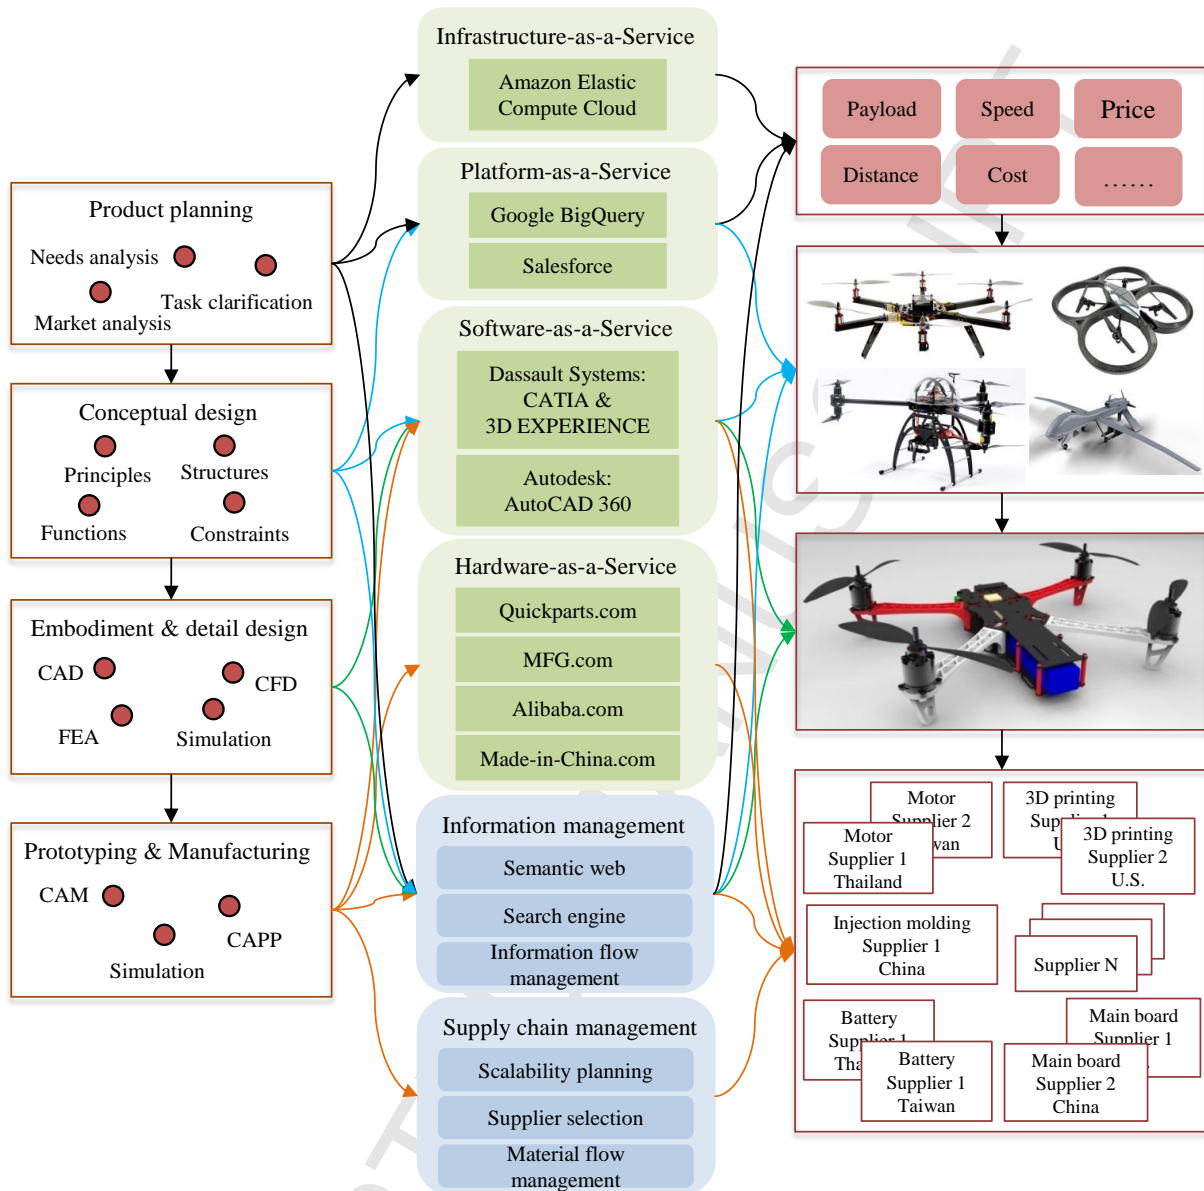 Product planning
Needs analysis
Task clarification
Market analysis
Conceptual design
Principles
Structures
Functions
Constraints
Embodiment & detail design
CAD
CFD
FEA
Simulation
Prototyping & Manufacturing
CAM
CAPP
Simulation
Infrastructure-as-a-Service
Amazon Elastic
Compute Cloud
Platform-as-a-Service
Google BigQuery
Salesforce
Software-as-a-Service
Dassault Systems:
CATIA &
3D EXPERIENCE
Autodesk:
AutoCAD 360
Hardware-as-a-Service
Quickparts.com
MFG.com
Alibaba.com
Made-in-China.com
Information management
Semantic web
Search engine
Information flow
management
Supply chain management
Scalability planning
Supplier selection
Material flow
management
Payload
Speed
Price
Distance
Cost
......
Motor
Supplier 2
Motor
Supplier 1
Thailand
3D printing
3D printing
Supplier 2
U.S.
Injection molding
Supplier 1
China
Supplier N
Battery
Supplier 1
Battery
Supplier 1
Taiwan
Main board
Supplier 1
Main board
Supplier 2
China